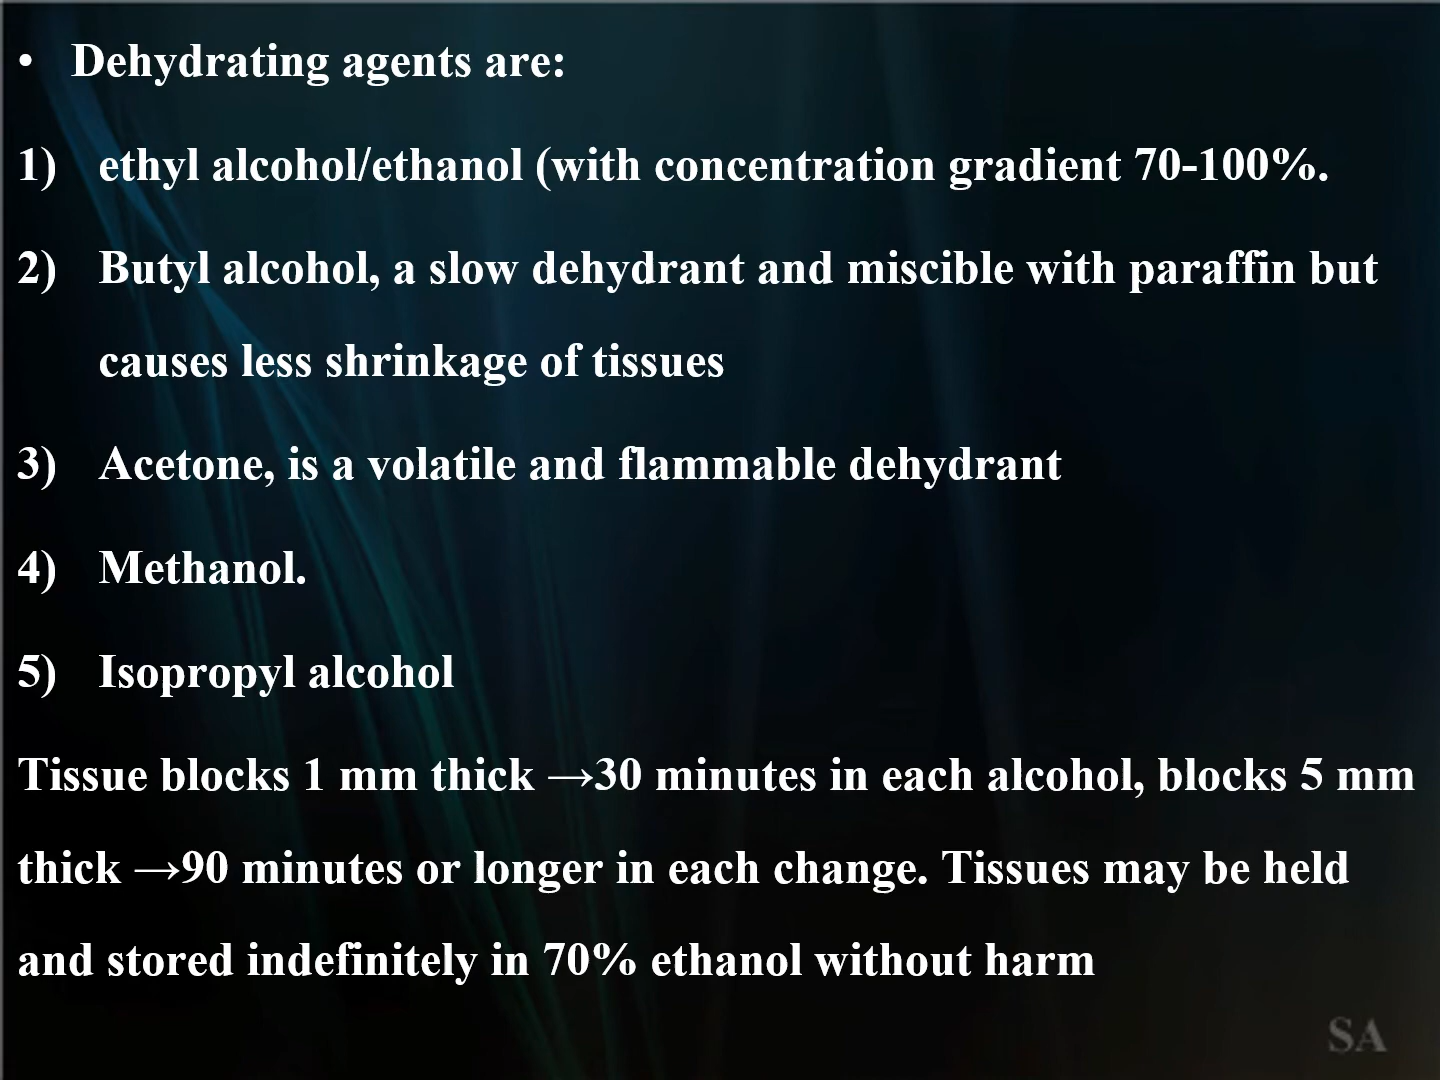 • Dehydrating agents are:
1) ethyl alcohol/ethanol (with concentration gradient 70-100%.
2) Butyl alcohol, a slow dehydrant and miscible with paraffin but
causes less shrinkage of tissues
3) Acetone, is a volatile and flammable dehydrant
4) Methanol.
5) Isopropyl alcohol
Tissue blocks 1 mm thick →30 minutes in each alcohol, blocks 5 mm
thick →90 minutes or longer in each change. Tissues may be held
and stored indefinitely in 70% ethanol without harm
SA